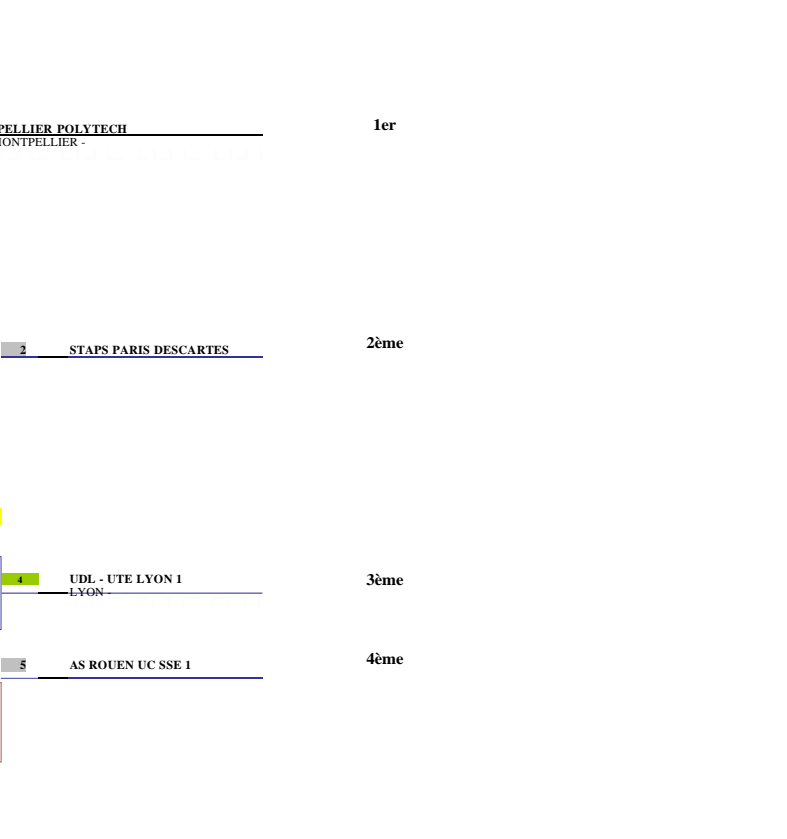 PELLIER POLYTECH 1er
MONTPELLIER -
2 STAPS PARIS DESCARTES 2ème
4 UDL - UTE LYON 1 3ème
LYON -
5 AS ROUEN UC SSE 1 4ème